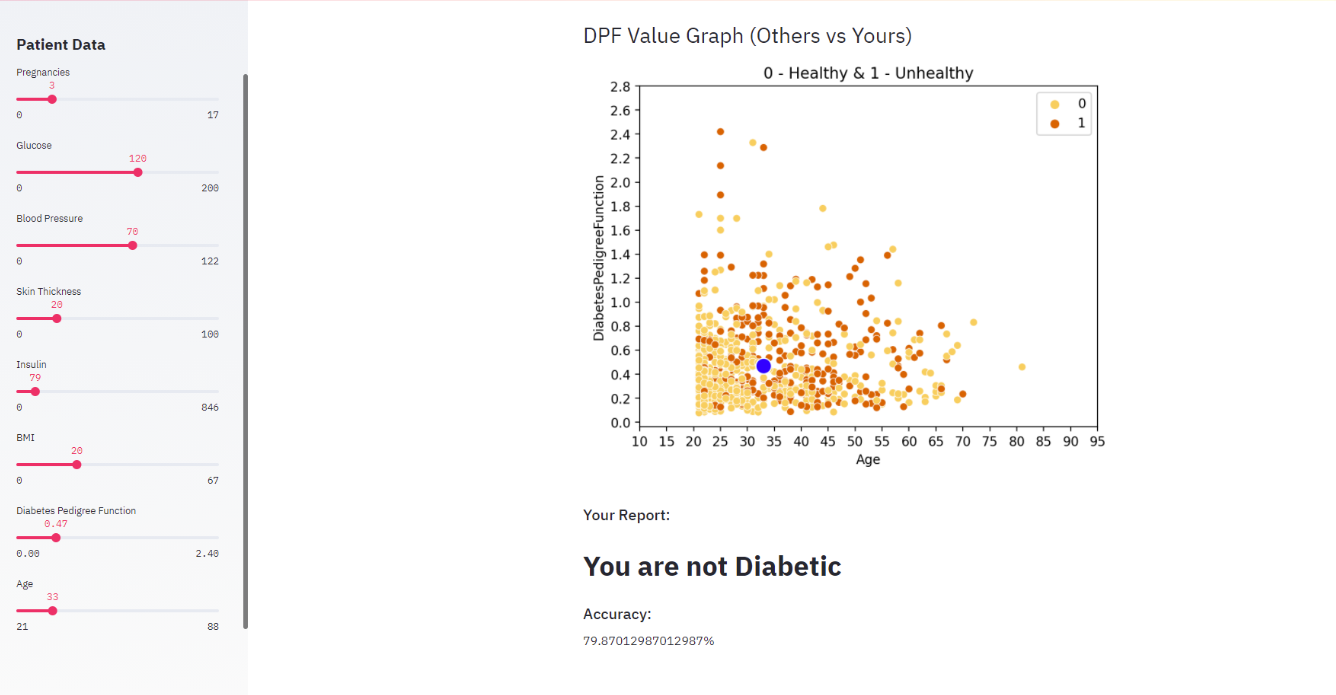 Patient Data
Pregnancies
3
0 17
Glucose
120
0 200
Blood Pressure
70
0 122
Skin Thickness
20
0 100
Insulin
79
0 846
BMI
20
0 67
Diabetes Pedigree Function
0.47
0.00 2.40
Age
33
21 88
DPF Value Graph (Others vs Yours)
0 - Healthy & 1 - Unhealthy
0
1
DiabetesPedigreeFunction
2.8
2.6
2.4
2.2
2.0
1.8
1.6
1.4
1.2
1.0
0.8
0.6
0.4
0.2
0.0
10 15 20 25 30 35 40 45 50 55 60 65 70 75 80 85 90 95
Age
Your Report:
You are not Diabetic
Accuracy:
79.87012987012987%